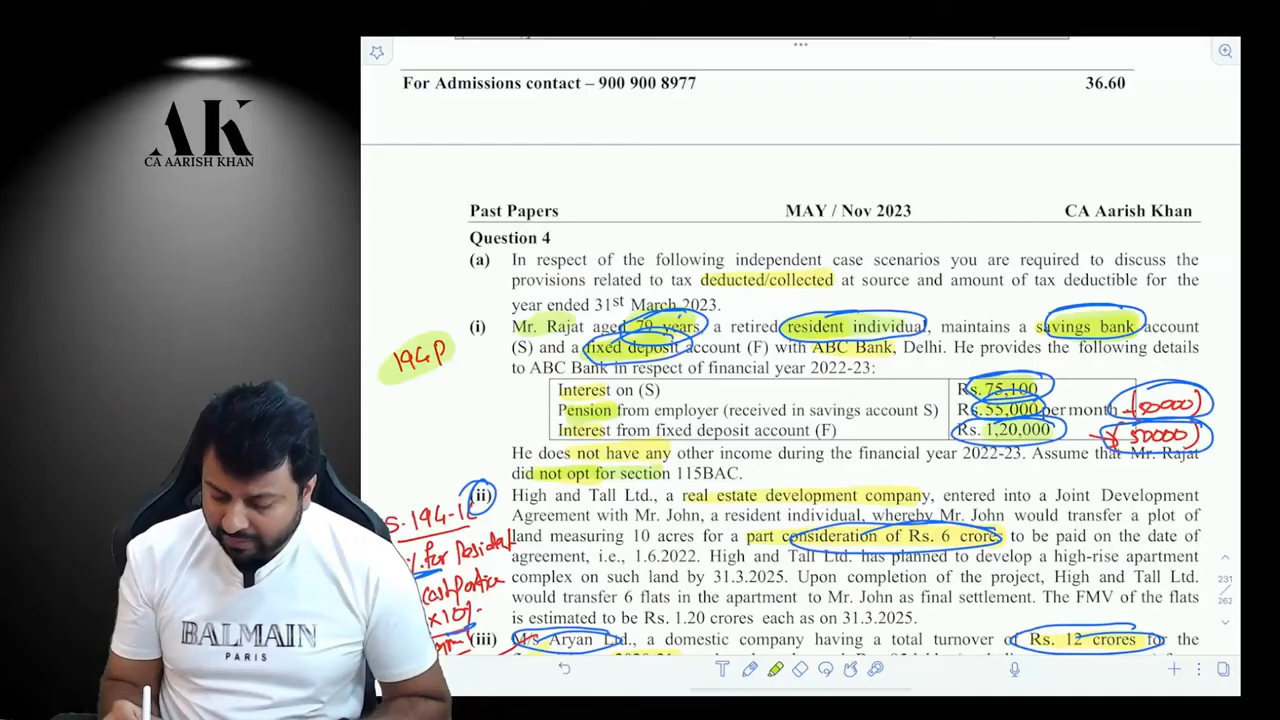 For Admissions contact – 900 900 8977 36.60
AK
CA AARISH KHAN
Past Papers MAY / Nov 2023 CA Aarish Khan
Question 4
(a) In respect of the following independent case scenarios you are required to discuss the
provisions related to tax deducted/collected at source and amount of tax deductible for the
year ended 31st March 2023.
(i) Mr. Rajat aged 79 years, a retired resident individual, maintains a savings bank account
194P
(S) and a fixed deposit account (F) with ABC Bank, Delhi. He provides the following details
to ABC Bank in respect of financial year 2022-23:
Interest on (S) Rs. 75,100
Pension from employer (received in savings account S) Rs. 55,000 per month -(50000)
Interest from fixed deposit account (F) Rs. 1,20,000 -(50000)
He does not have any other income during the financial year 2022-23. Assume that Mr. Rajat
did not opt for section 115BAC.
(ii) High and Tall Ltd., a real estate development company, entered into a Joint Development
S. 194-IC
Agreement with Mr. John, a resident individual, whereby Mr. John would transfer a plot of
land measuring 10 acres for a part consideration of Rs. 6 crores to be paid on the date of
for Resident
agreement, i.e., 1.6.2022. High and Tall Ltd. has planned to develop a high-rise apartment
complex on such land by 31.3.2025. Upon completion of the project, High and Tall Ltd.
cash Portion
would transfer 6 flats in the apartment to Mr. John as final settlement. The FMV of the flats
x10%
is estimated to be Rs. 1.20 crores each as on 31.3.2025.
(iii) M/s Aryan Ltd., a domestic company having a total turnover of Rs. 12 crores for the
231
262
BALMAIN
PARIS